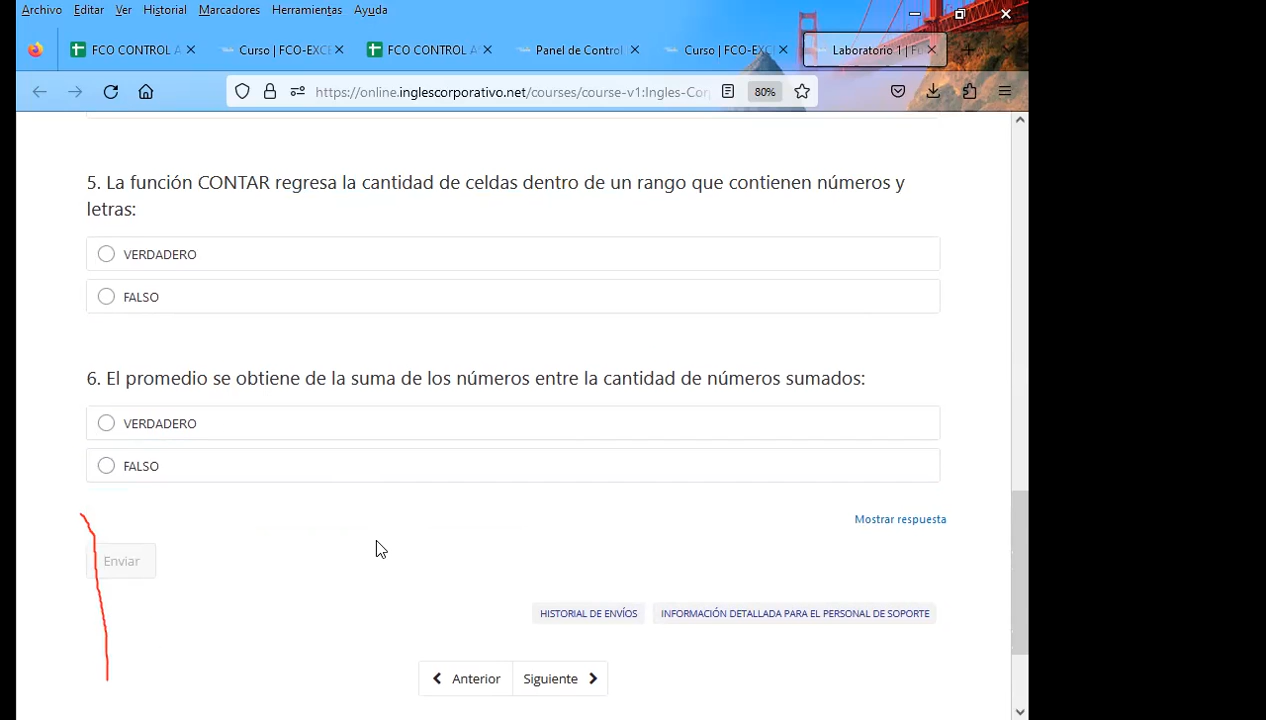 Archivo Editar Ver Historial Marcadores Herramientas Ayuda
FCO CONTROL A Curso | FCO-EXCE FCO CONTROL A Panel de Control Curso | FCO-EXCE Laboratorio 1 | Fu
https://online.inglescorporativo.net/courses/course-v1:Ingles-Corp 80%
5. La función CONTAR regresa la cantidad de celdas dentro de un rango que contienen números y
letras:
VERDADERO
FALSO
6. El promedio se obtiene de la suma de los números entre la cantidad de números sumados:
VERDADERO
FALSO
Mostrar respuesta
Enviar
HISTORIAL DE ENVÍOS INFORMACIÓN DETALLADA PARA EL PERSONAL DE SOPORTE
Anterior Siguiente